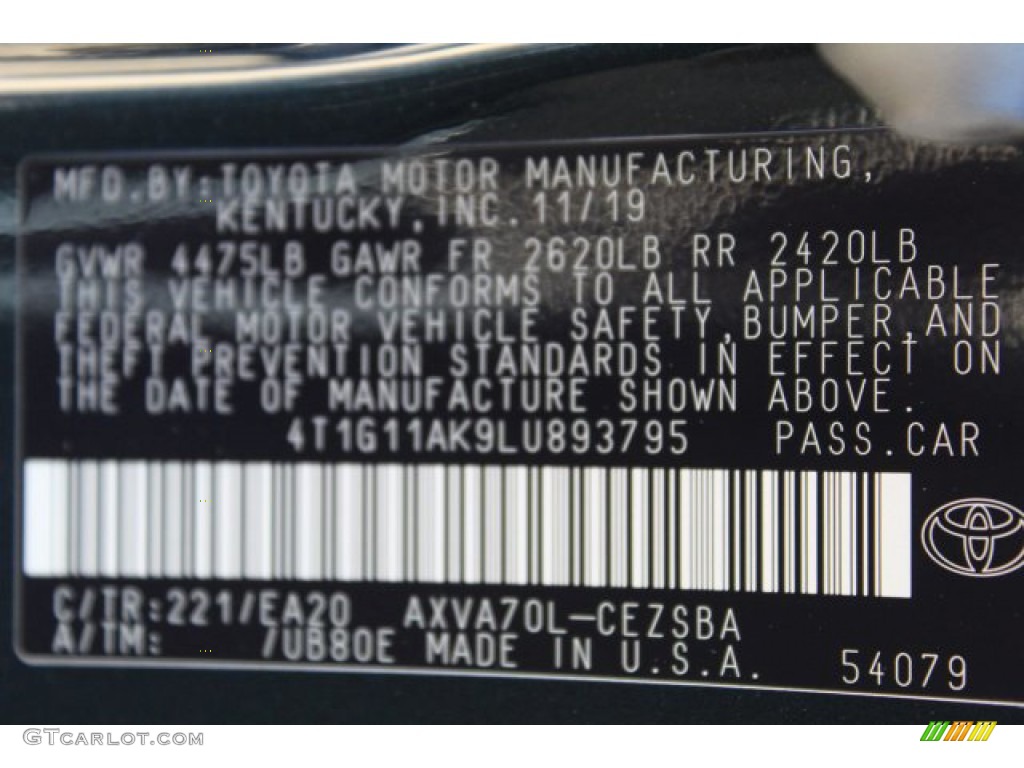 MFD.BY:TOYOTA MOTOR MANUFACTURING,
KENTUCKY,INC.11/19
GVWR 4475LB GAWR FR 2620LB RR 2420LB
THIS VEHICLE CONFORMS TO ALL APPLICABLE
FEDERAL MOTOR VEHICLE SAFETY,BUMPER,AND
THEFT PREVENTION STANDARDS IN EFFECT ON
THE DATE OF MANUFACTURE SHOWN ABOVE.
4T1G11AK9LU893795 PASS.CAR
C/TR:221/EA20 AXVA70L-CEZSBA
A/TM: /UB80E MADE IN U.S.A. 54079
GTCARLOT.COM